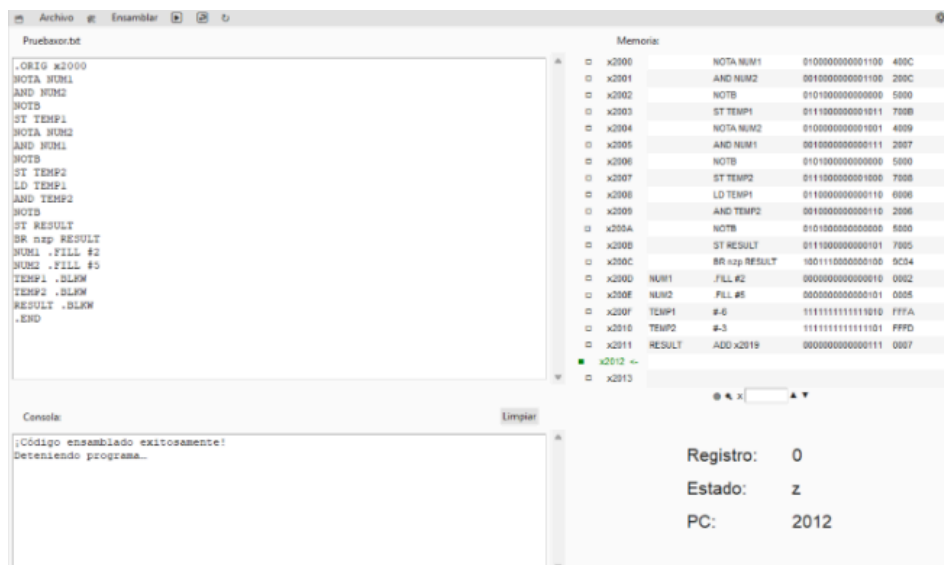 Archivo Ensamblar
Pruebaxor.txt
.ORIG x2000
NOTA NUM1
AND NUM2
NOTB
ST TEMP1
NOTA NUM2
AND NUM1
NOTB
ST TEMP2
LD TEMP1
AND TEMP2
NOTB
ST RESULT
BR nzp RESULT
NUM1 .FILL #2
NUM2 .FILL #5
TEMP1 .BLKW
TEMP2 .BLKW
RESULT .BLKW
.END
Memoria:
x2000 NOTA NUM1 0100000000001100 400C
x2001 AND NUM2 0010000000001100 200C
x2002 NOTB 0101000000000000 5000
x2003 ST TEMP1 0111000000001011 700B
x2004 NOTA NUM2 0100000000001001 4009
x2005 AND NUM1 0010000000000111 2007
x2006 NOTB 0101000000000000 5000
x2007 ST TEMP2 0111000000001000 7008
x2008 LD TEMP1 0110000000000110 6006
x2009 AND TEMP2 0010000000000110 2006
x200A NOTB 0101000000000000 5000
x200B ST RESULT 0111000000000101 7005
x200C BR nzp RESULT 1001110000000100 9C04
x200D NUM1 .FILL #2 0000000000000010 0002
x200E NUM2 .FILL #5 0000000000000101 0005
x200F TEMP1 #-6 1111111111111010 FFFA
x2010 TEMP2 #-3 1111111111111101 FFFD
x2011 RESULT ADD x2019 0000000000000111 0007
x2012 <-
x2013
x
Consola:
Limpiar
¡Código ensamblado exitosamente!
Deteniendo programa…
Registro: 0
Estado: z
PC: 2012